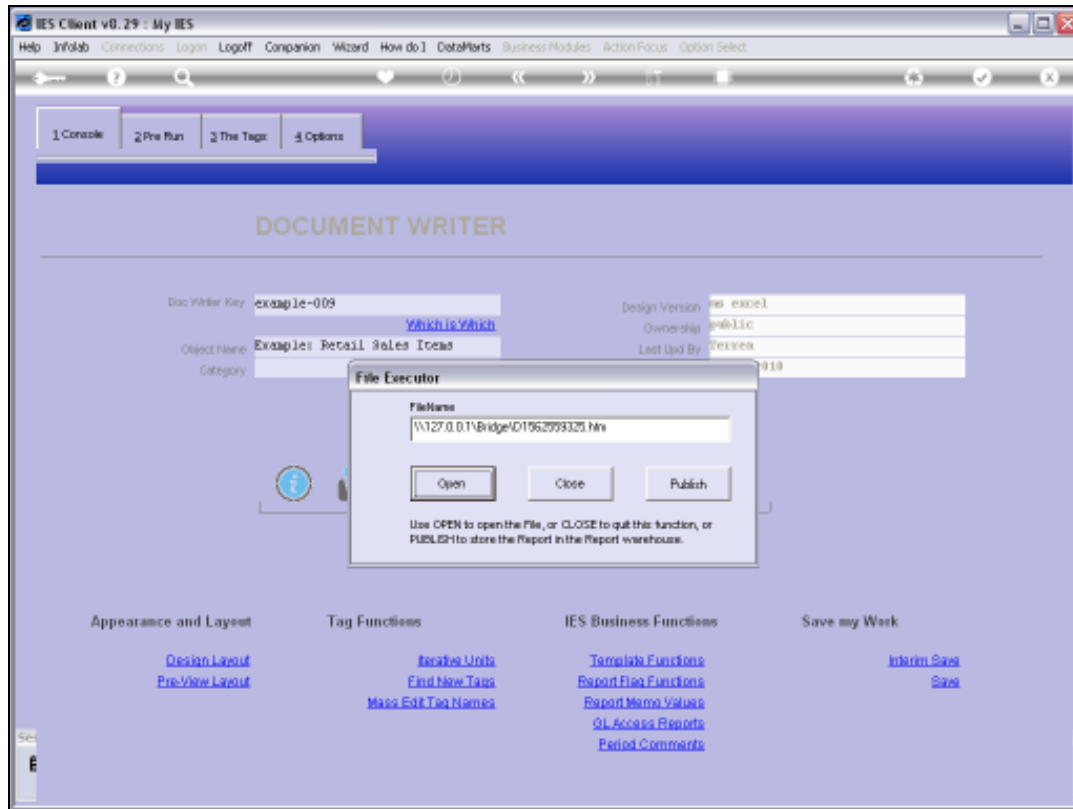 IES Client v8.29 : My IES
Help Infolab Connections Logon Logoff Companion Wizard How do I DataMarts Business Modules Action Focus Option Select
1 Console 2 Pre Run 3 The Tags 4 Options
DOCUMENT WRITER
Doc Writer Key example-009
Which is Which
Object Name Example: Retail Sales Items
Category
Design Version ms excel
Ownership public
Last Upd By
File Executor
FileName
\\127.0.0.1\Bridge\D1562559325.htm
Open Close Publish
Use OPEN to open the File, or CLOSE to quit this function, or
PUBLISH to store the Report in the Report warehouse.
Appearance and Layout
Design Layout
Pre-View Layout
Tag Functions
Iterative Units
Find New Tags
Mass Edit Tag Names
IES Business Functions
Template Functions
Report Flag Functions
Report Memo Values
GL Access Reports
Period Comments
Save my Work
Interim Save
Save